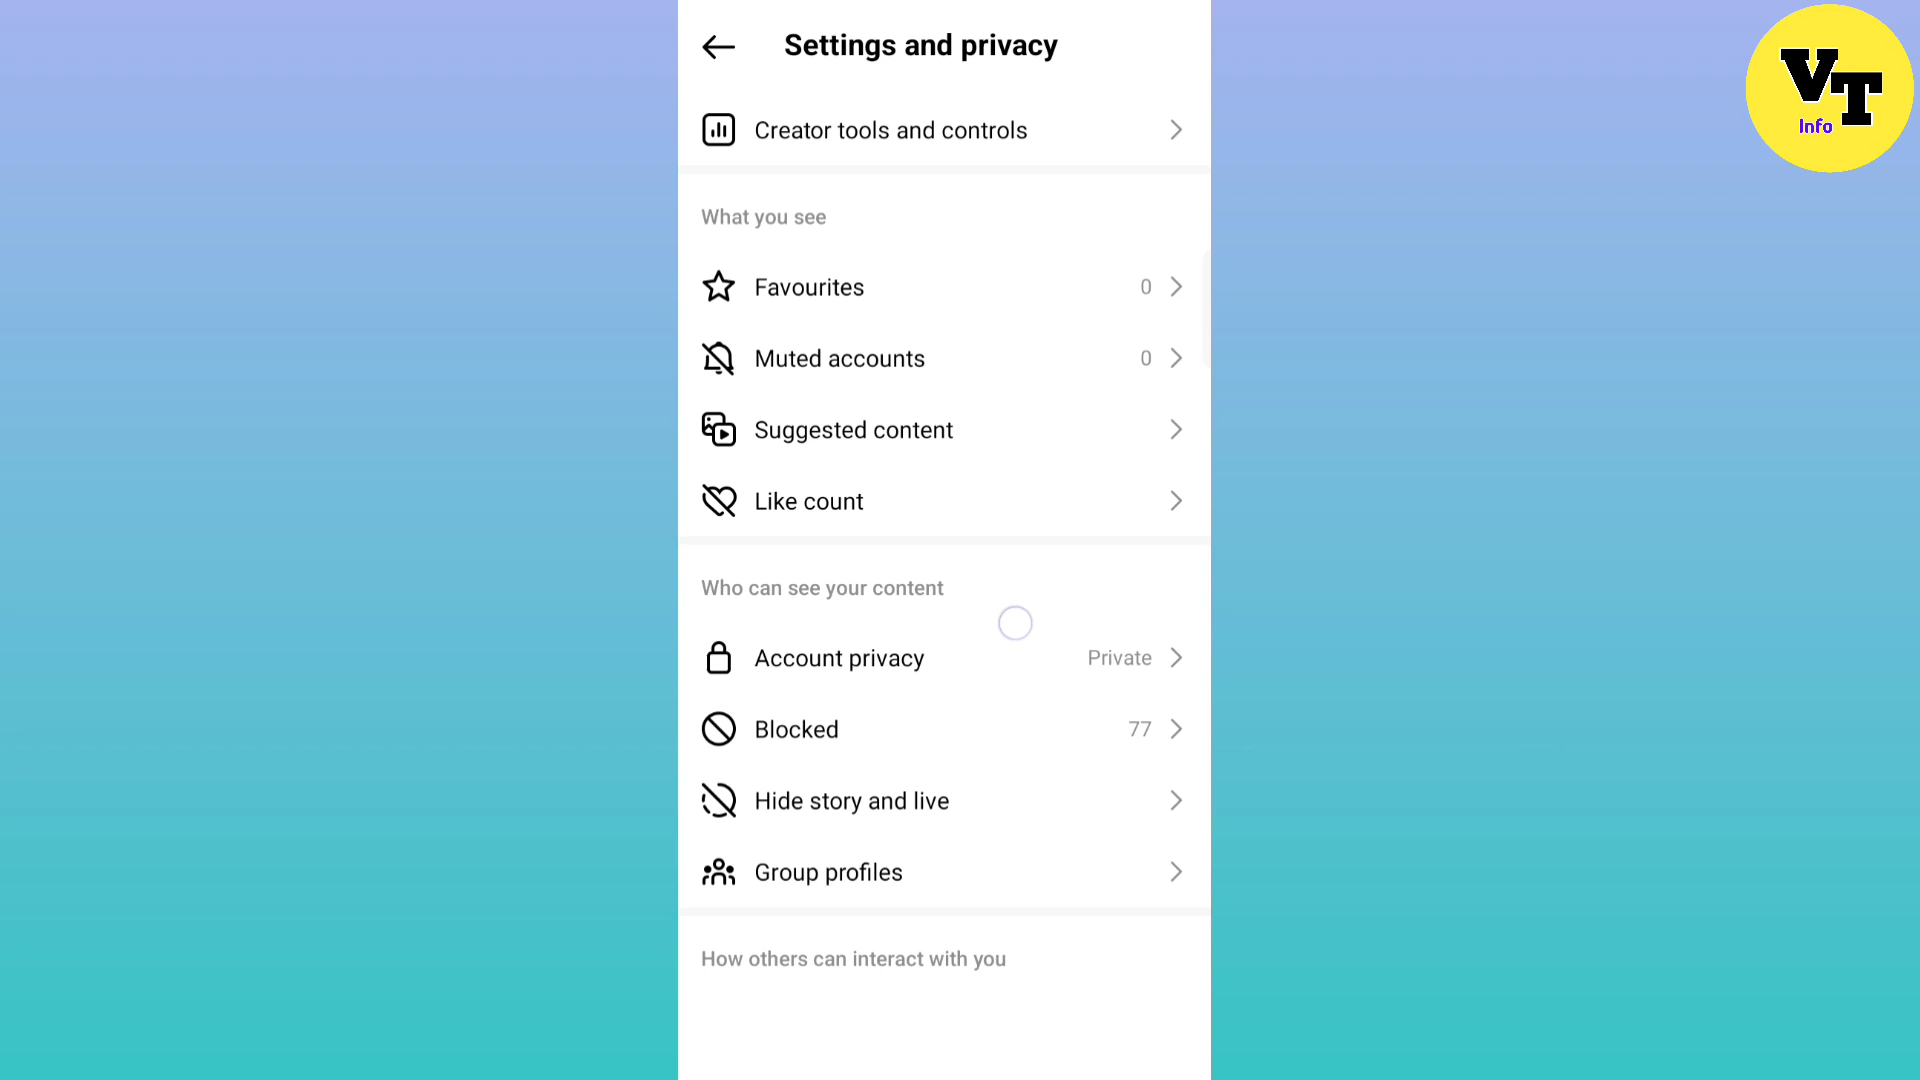 Settings and privacy
Creator tools and controls
What you see
Favourites 0
Muted accounts 0
Suggested content
Like count
Who can see your content
Account privacy Private
Blocked 77
Hide story and live
Group profiles
How others can interact with you
VT
Info